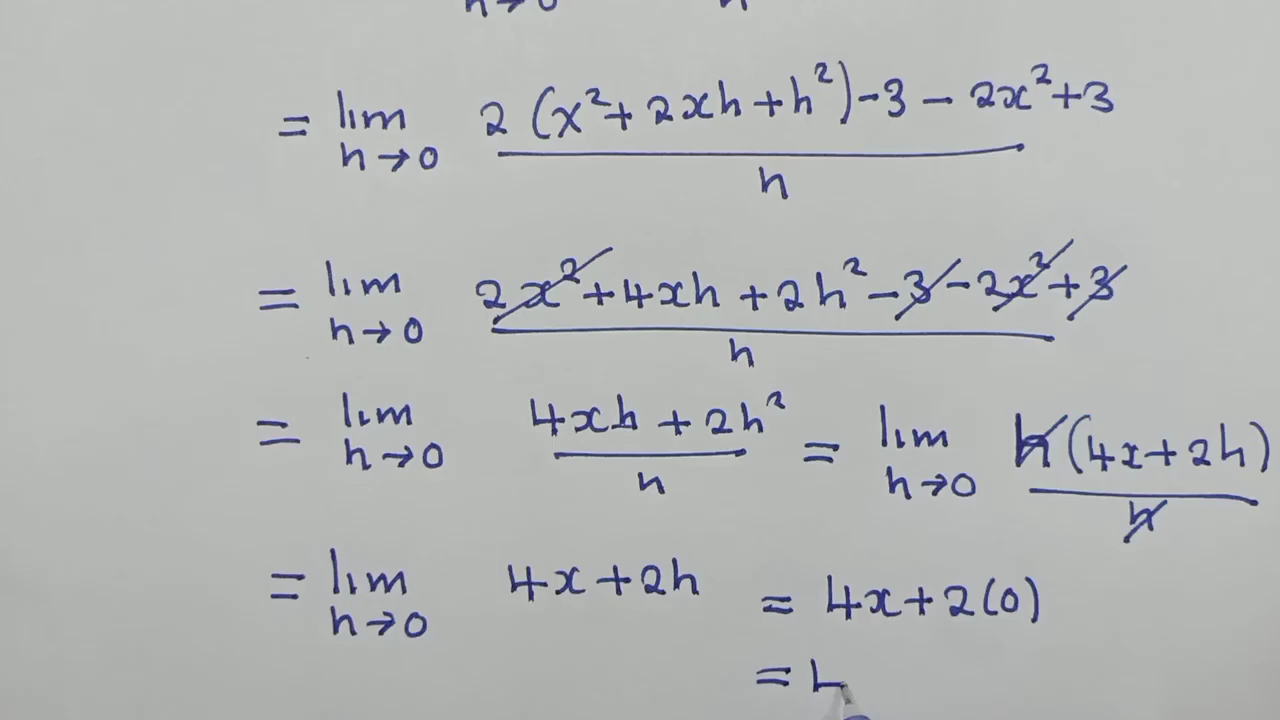 h→0 h
= lim 2 (x² + 2xh + h²) - 3 - 2x² + 3
h→0 h
= lim 2x² + 4xh + 2h² - 3 - 2x² + 3
h→0 h
= lim 4xh + 2h² = lim h (4x + 2h)
h→0 h h→0 h
= lim 4x + 2h = 4x + 2(0)
h→0
=